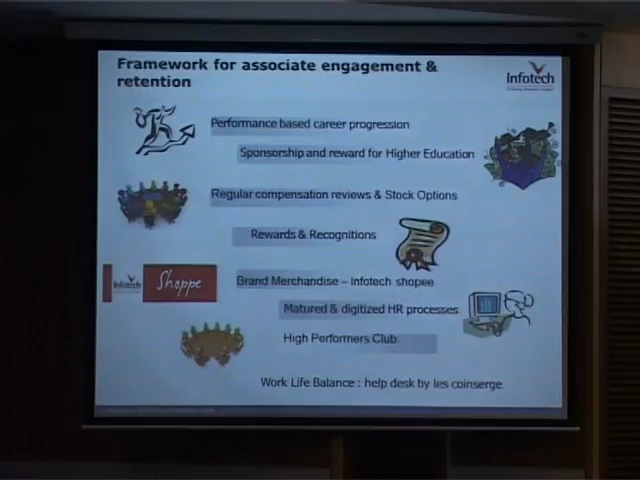 Framework for associate engagement &
retention
Infotech
Performance based career progression
Sponsorship and reward for Higher Education
Regular compensation reviews & Stock Options
Rewards & Recognitions
Infotech Shoppe
Brand Merchandise – Infotech shopee
Matured & digitized HR processes
High Performers Club
Work Life Balance : help desk by les coinserge